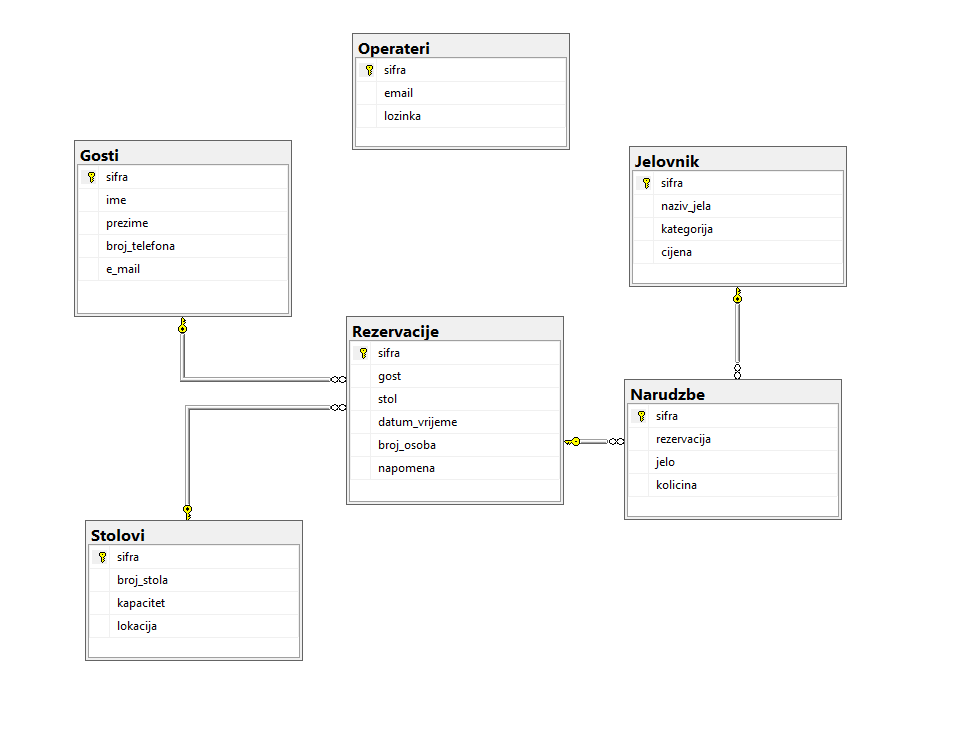 Operateri
sifra
email
lozinka
Gosti
sifra
ime
prezime
broj_telefona
e_mail
Jelovnik
sifra
naziv_jela
kategorija
cijena
Rezervacije
sifra
gost
stol
datum_vrijeme
broj_osoba
napomena
Narudzbe
sifra
rezervacija
jelo
kolicina
Stolovi
sifra
broj_stola
kapacitet
lokacija